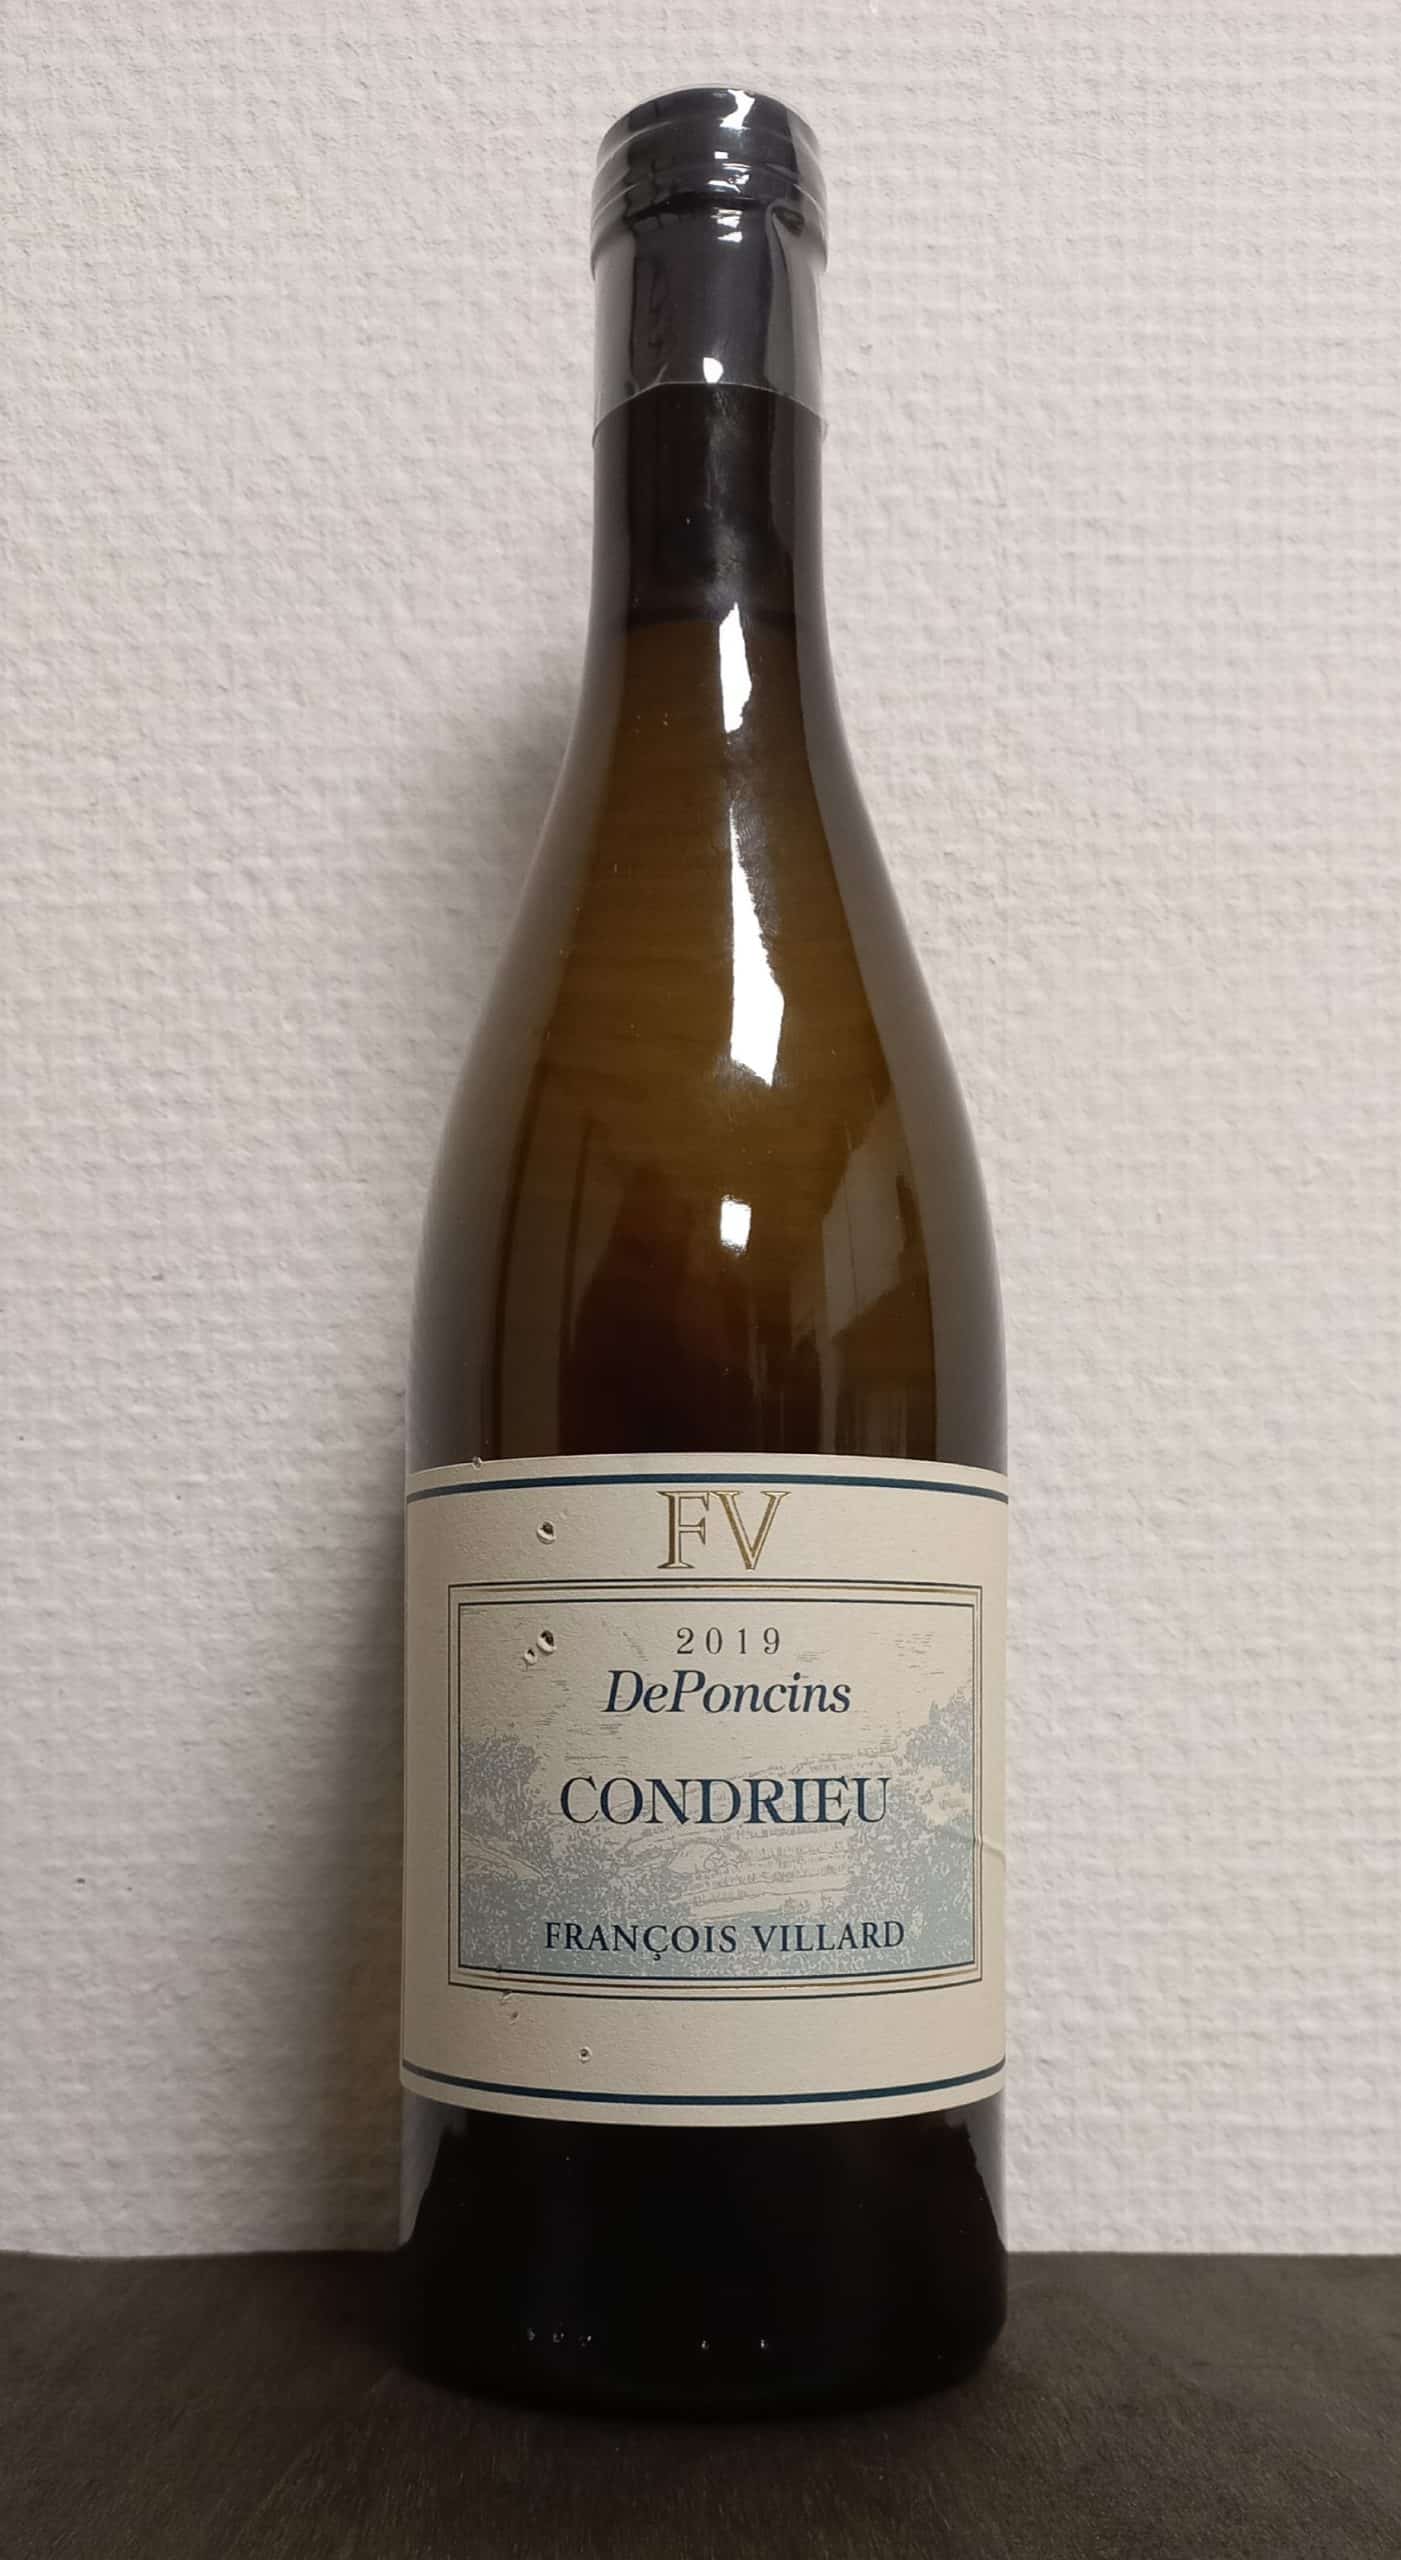 FV
2019
DePoncins
CONDRIEU
FRANÇOIS VILLARD